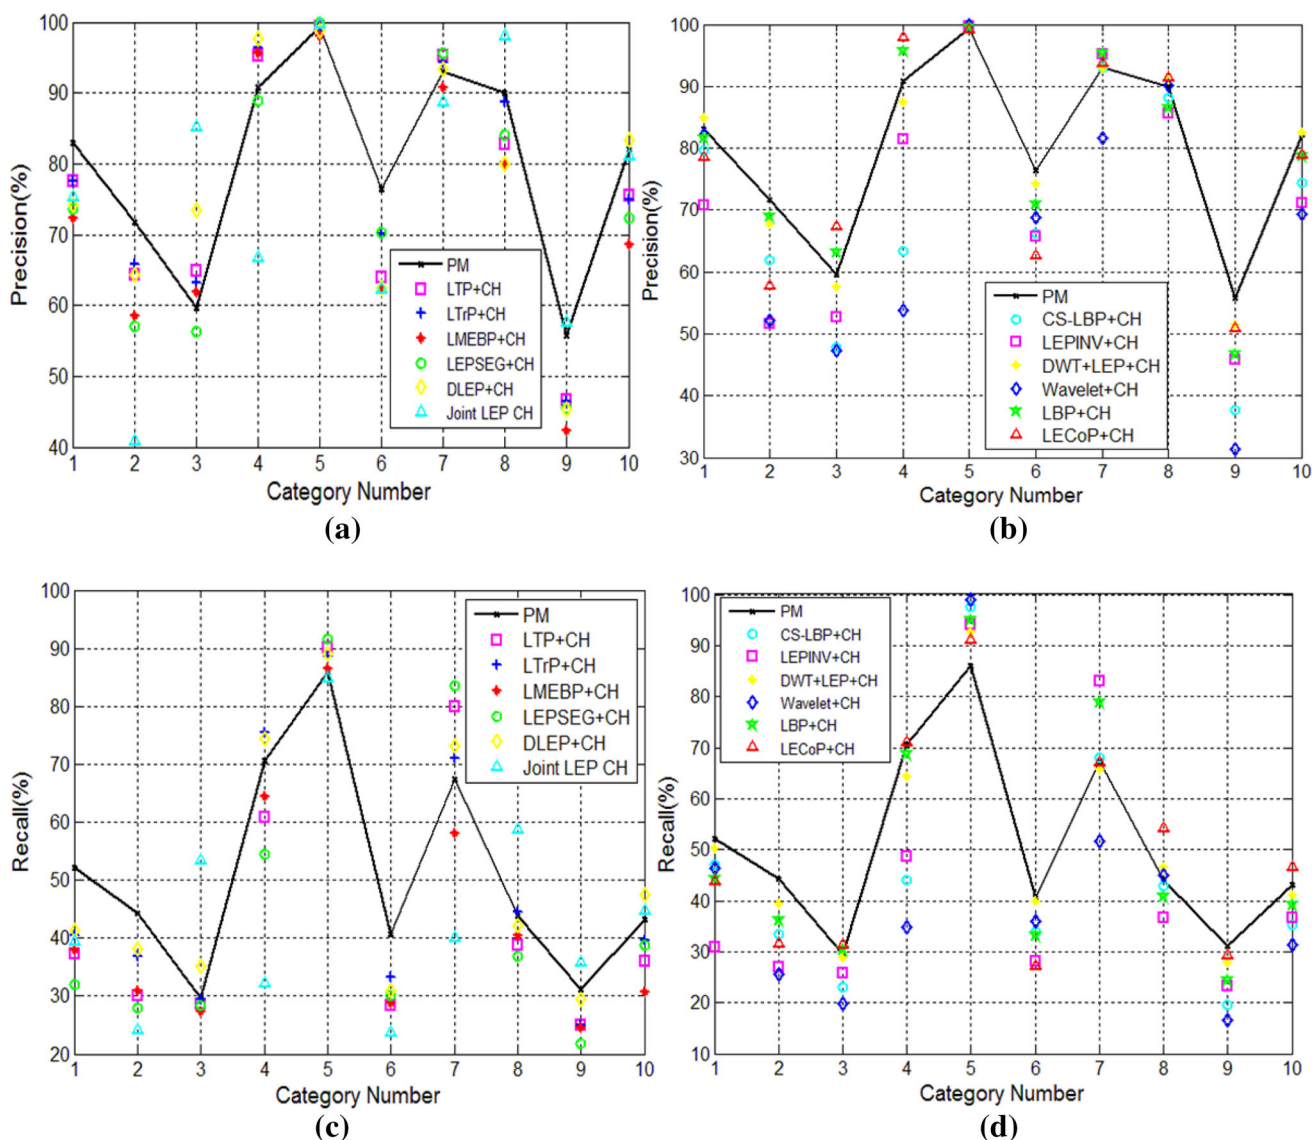 Precision(%)
100
90
80
70
60
50
40
PM
LTP+CH
LTrP+CH
LMEBP+CH
LEPSEG+CH
DLEP+CH
Joint LEP CH
1 2 3 4 5 6 7 8 9 10
Category Number
(a)
Precision(%)
100
90
80
70
60
50
40
30
PM
CS-LBP+CH
LEPINV+CH
DWT+LEP+CH
Wavelet+CH
LBP+CH
LECoP+CH
1 2 3 4 5 6 7 8 9 10
Category Number
(b)
Recall(%)
100
90
80
70
60
50
40
30
20
PM
LTP+CH
LTrP+CH
LMEBP+CH
LEPSEG+CH
DLEP+CH
Joint LEP CH
1 2 3 4 5 6 7 8 9 10
Category Number
(c)
Recall(%)
100
90
80
70
60
50
40
30
20
10
PM
CS-LBP+CH
LEPINV+CH
DWT+LEP+CH
Wavelet+CH
LBP+CH
LECoP+CH
1 2 3 4 5 6 7 8 9 10
Category Number
(d)